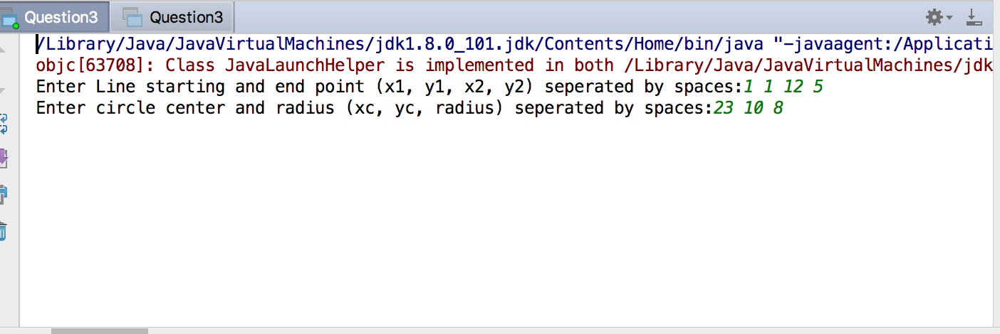 Question3 Question3
/Library/Java/JavaVirtualMachines/jdk1.8.0_101.jdk/Contents/Home/bin/java "-javaagent:/Applicati
objc[63708]: Class JavaLaunchHelper is implemented in both /Library/Java/JavaVirtualMachines/jdk
Enter Line starting and end point (x1, y1, x2, y2) seperated by spaces:1 1 12 5
Enter circle center and radius (xc, yc, radius) seperated by spaces:23 10 8